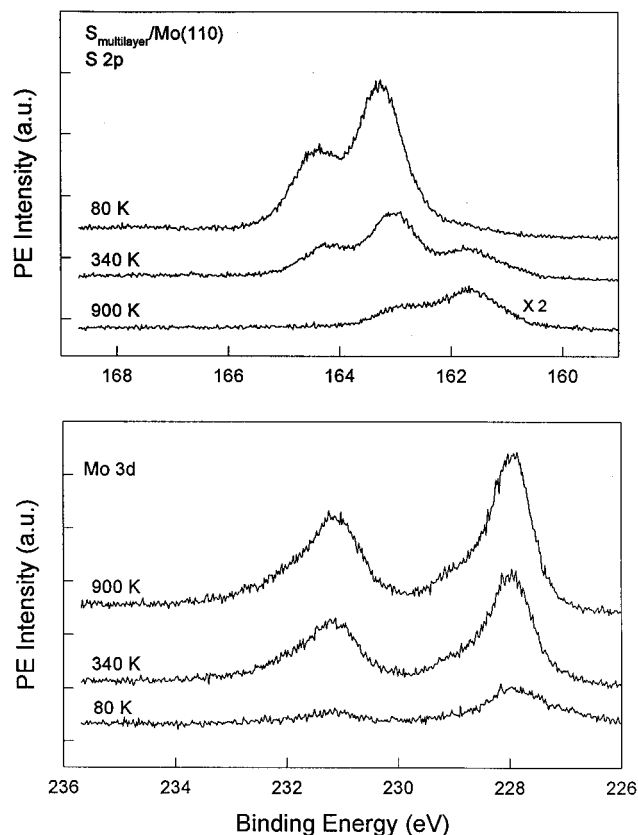 S multilayer/Mo(110)
S 2p
PE Intensity (a.u.)
80 K
340 K
900 K
X 2
168 166 164 162 160
Mo 3d
PE Intensity (a.u.)
900 K
340 K
80 K
236 234 232 230 228 226
Binding Energy (eV)